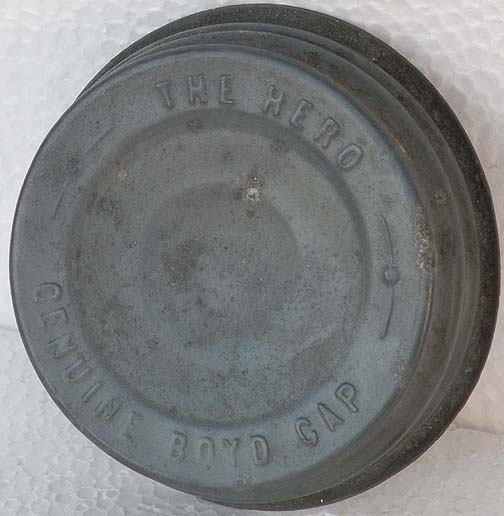 THE HERO
GENUINE BOYD CAP